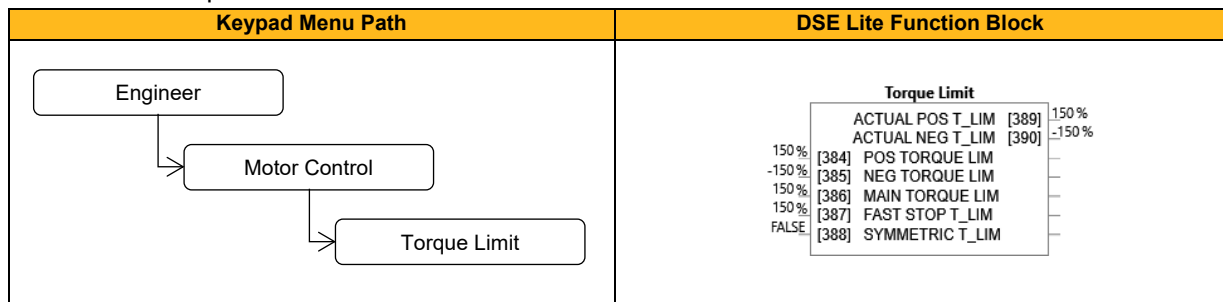 Keypad Menu Path
DSE Lite Function Block
Engineer
Motor Control
Torque Limit
Torque Limit
ACTUAL POS T_LIM [389] 150 %
ACTUAL NEG T_LIM [390] -150 %
150 % [384] POS TORQUE LIM
-150 % [385] NEG TORQUE LIM
150 % [386] MAIN TORQUE LIM
150 % [387] FAST STOP T_LIM
FALSE [388] SYMMETRIC T_LIM